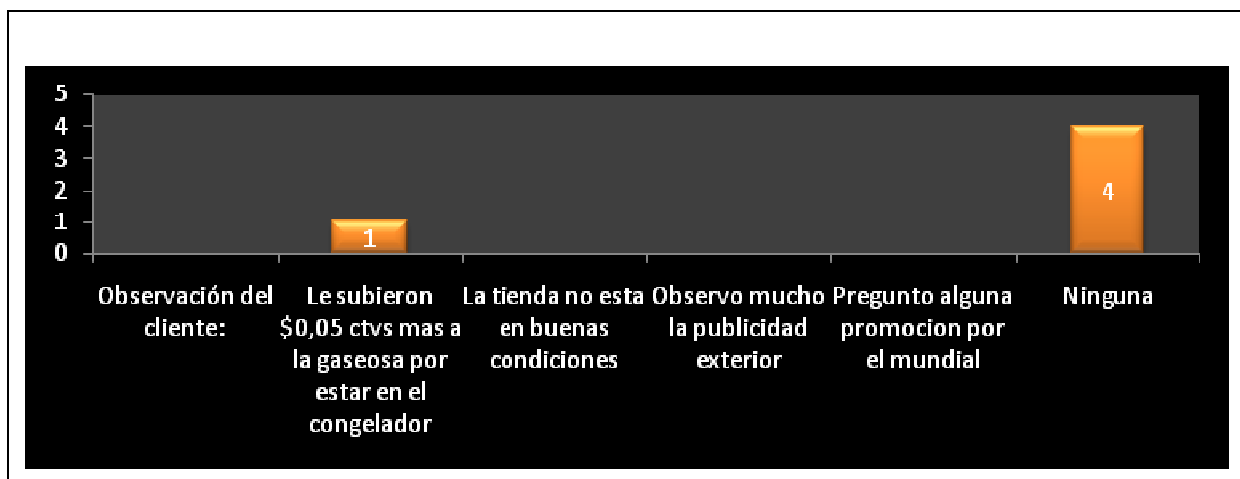 5
4
3
2
1
0
1
4
Observación del
cliente:
Le subieron
$0,05 ctvs mas a
la gaseosa por
estar en el
congelador
La tienda no esta
en buenas
condiciones
Observo mucho
la publicidad
exterior
Pregunto alguna
promocion por
el mundial
Ninguna